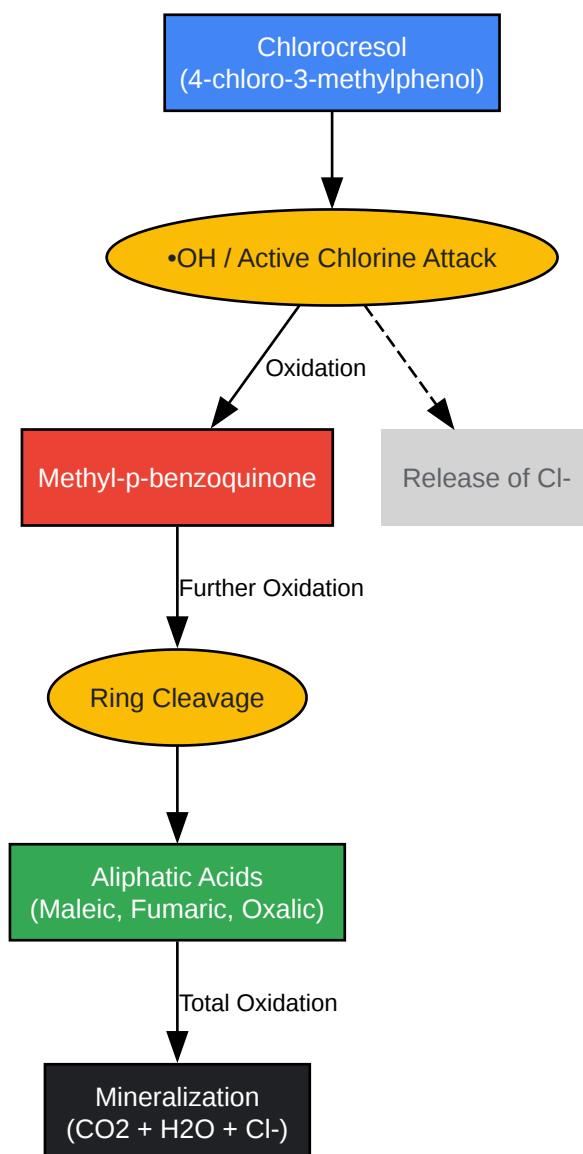 Chlorocresol
(4-chloro-3-methylphenol)
•OH / Active Chlorine Attack
Oxidation
Methyl-p-benzoquinone
Release of Cl-
Further Oxidation
Ring Cleavage
Aliphatic Acids
(Maleic, Fumaric, Oxalic)
Total Oxidation
Mineralization
(CO2 + H2O + Cl-)